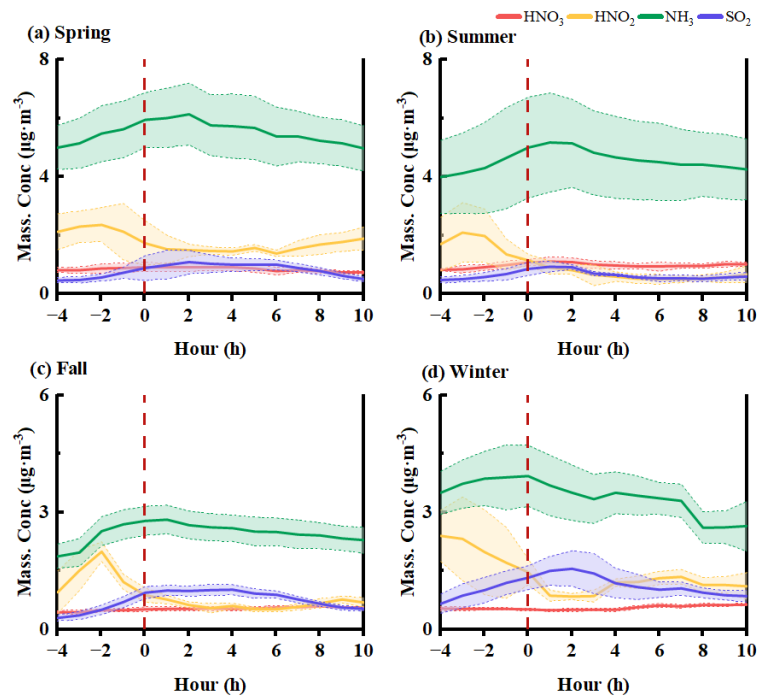 HNO₃ HNO₂ NH₃ SO₂
(a) Spring
(b) Summer
Mass. Conc (μg·m⁻³)
8
4
0
−4 −2 0 2 4 6 8 10
Hour (h)
Mass. Conc (μg·m⁻³)
8
4
0
−4 −2 0 2 4 6 8 10
Hour (h)
(c) Fall
(d) Winter
Mass. Conc (μg·m⁻³)
6
3
0
−4 −2 0 2 4 6 8 10
Hour (h)
Mass. Conc (μg·m⁻³)
6
3
0
−4 −2 0 2 4 6 8 10
Hour (h)